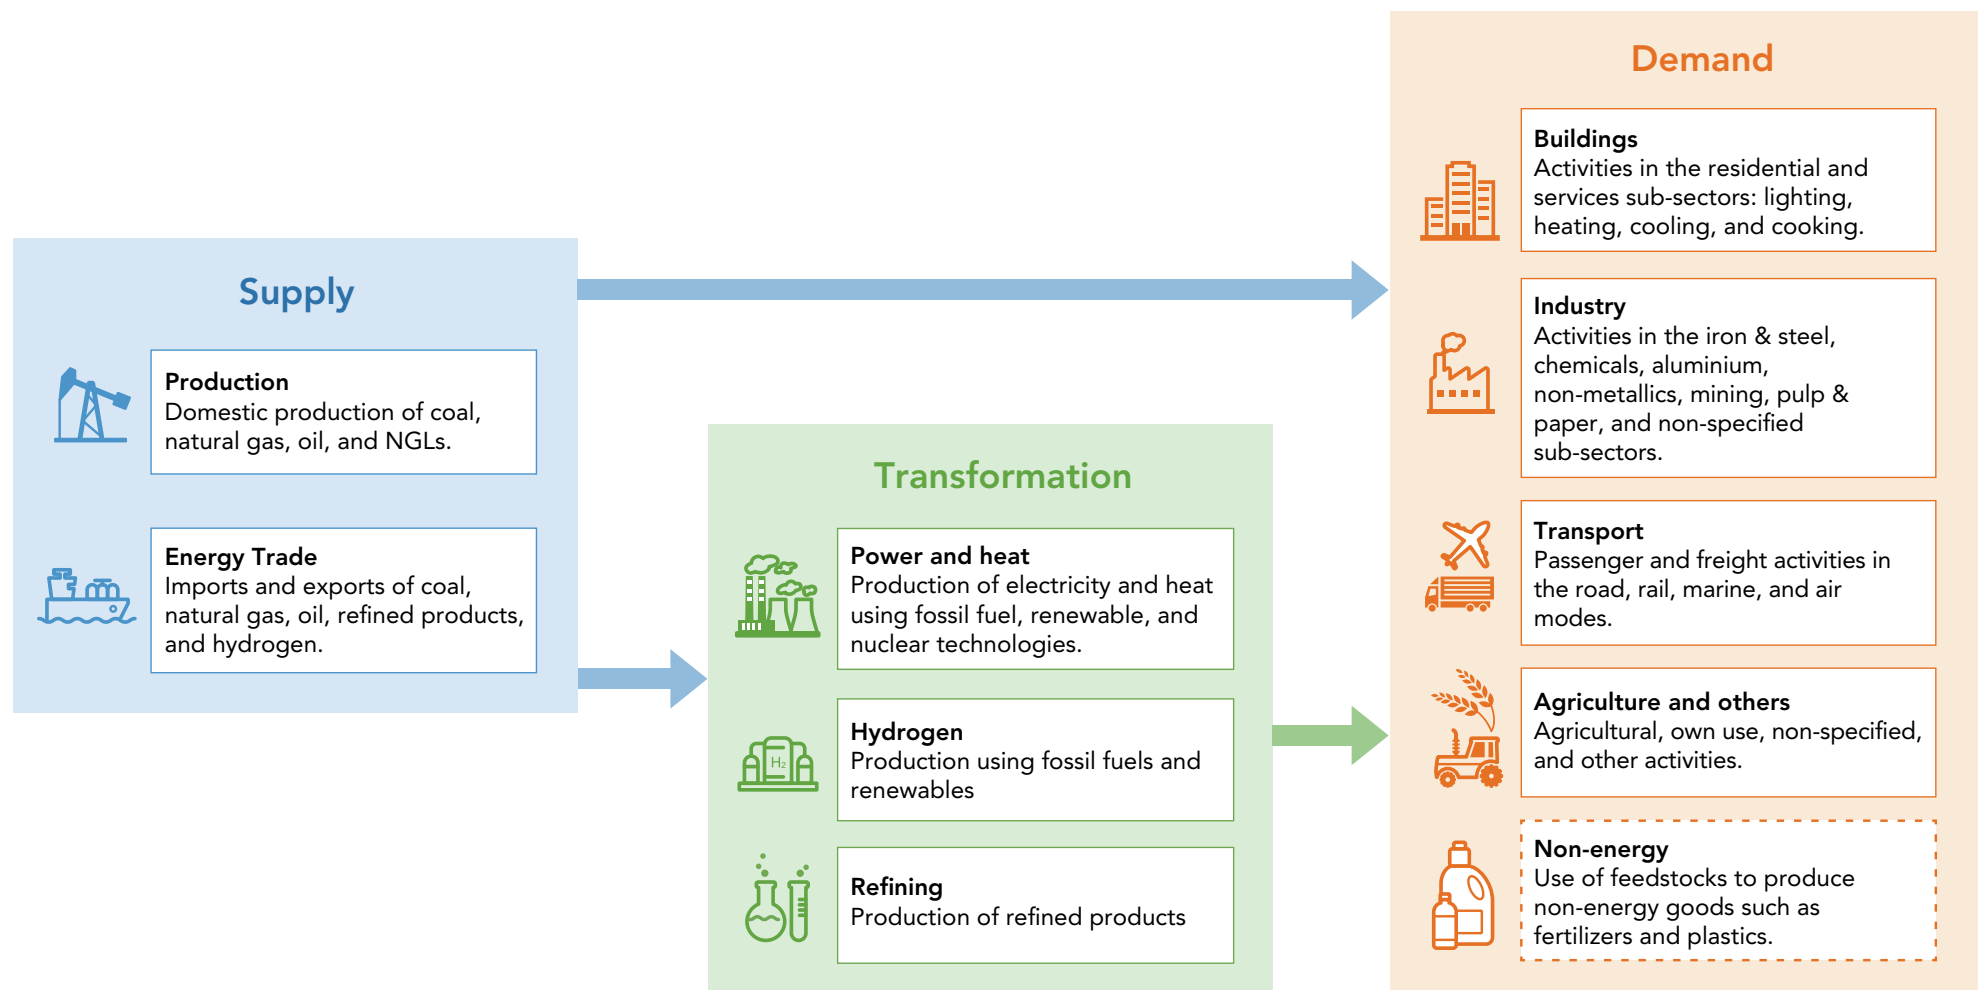 Supply
Production
Domestic production of coal,
natural gas, oil, and NGLs.
Energy Trade
Imports and exports of coal,
natural gas, oil, refined products,
and hydrogen.
Transformation
Power and heat
Production of electricity and heat
using fossil fuel, renewable, and
nuclear technologies.
H₂
Hydrogen
Production using fossil fuels and
renewables
Refining
Production of refined products
Demand
Buildings
Activities in the residential and
services sub-sectors: lighting,
heating, cooling, and cooking.
Industry
Activities in the iron & steel,
chemicals, aluminium,
non-metallics, mining, pulp &
paper, and non-specified
sub-sectors.
Transport
Passenger and freight activities in
the road, rail, marine, and air
modes.
Agriculture and others
Agricultural, own use, non-specified,
and other activities.
Non-energy
Use of feedstocks to produce
non-energy goods such as
fertilizers and plastics.